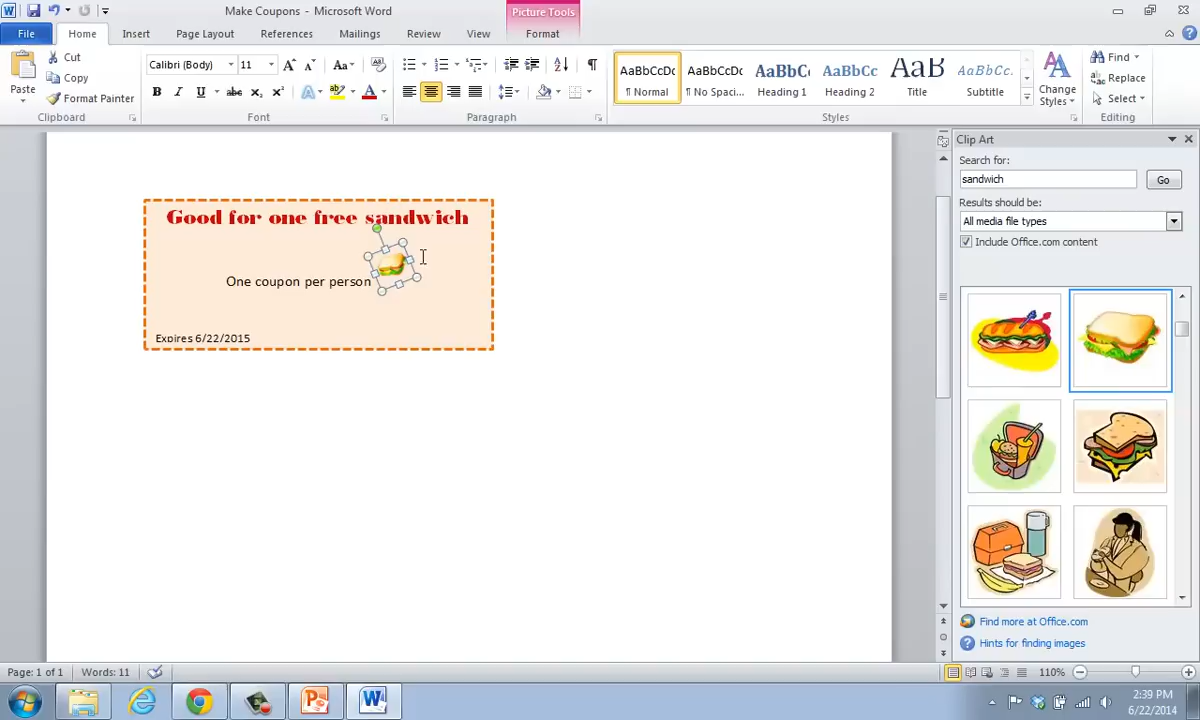 Make Coupons - Microsoft Word
Picture Tools
File
Home
Insert
Page Layout
References
Mailings
Review
View
Format
Paste
Cut
Copy
Format Painter
Clipboard
Calibri (Body)
11
Font
Paragraph
AaBbCcDc
¶ Normal
AaBbCcDc
¶ No Spaci...
AaBbC
Heading 1
AaBbCc
Heading 2
AaB
Title
AaBbCc.
Subtitle
Styles
Change
Styles
Find
Replace
Select
Editing
Good for one free sandwich
One coupon per person
Expires 6/22/2015
Clip Art
Search for:
sandwich
Go
Results should be:
All media file types
Include Office.com content
Find more at Office.com
Hints for finding images
Page: 1 of 1
Words: 11
110%
2:39 PM
6/22/2014